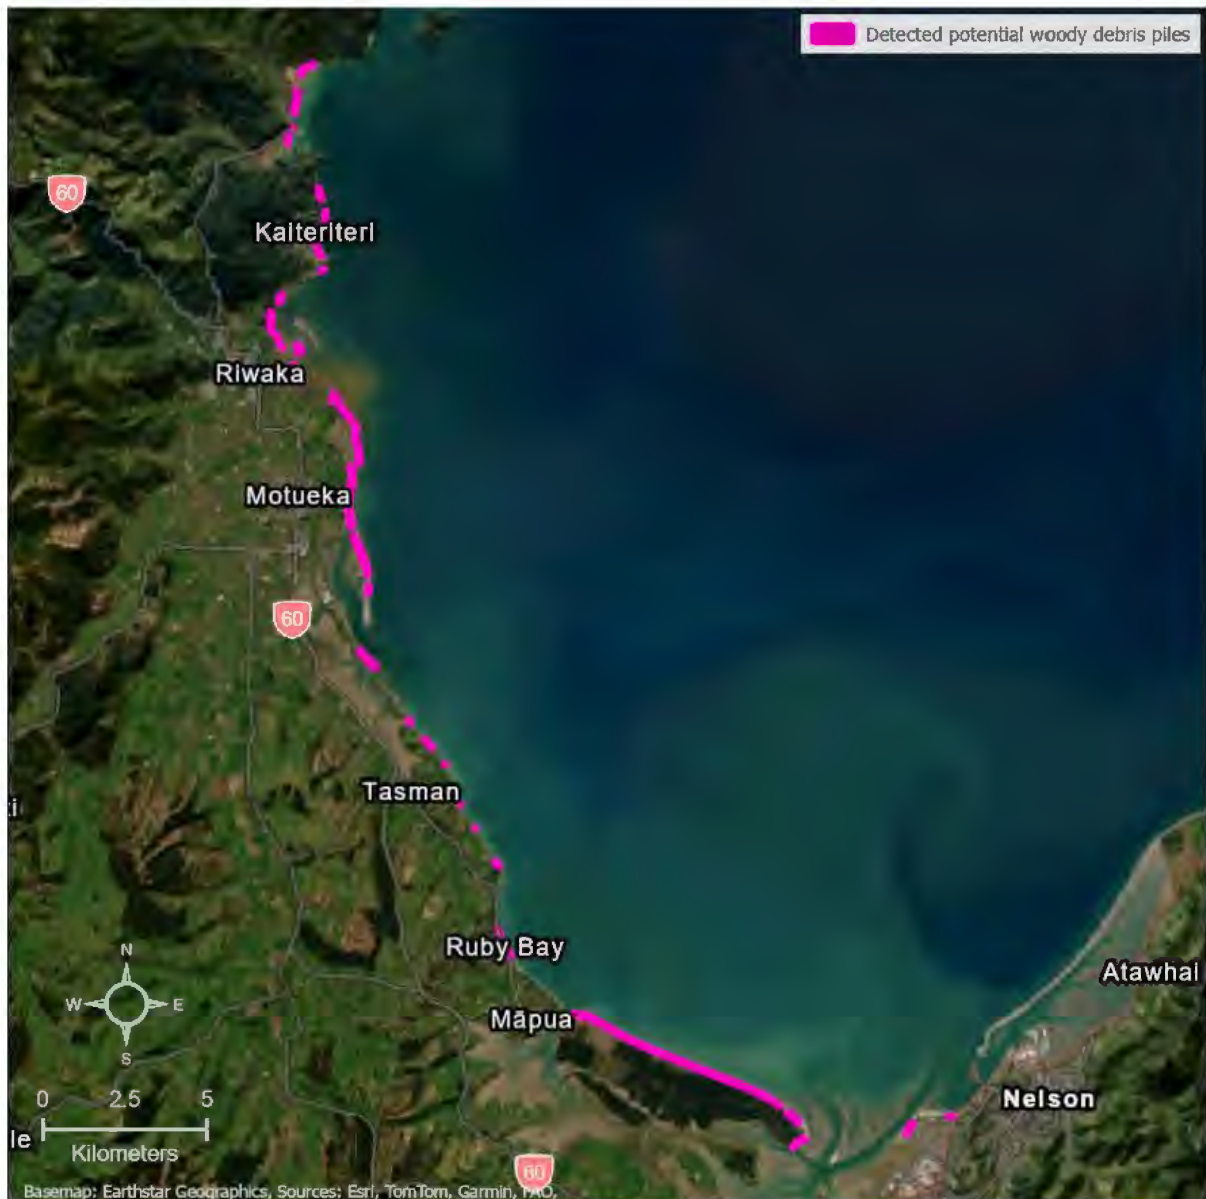 Detected potential woody debris piles
60
Kaiteriteri
Riwaka
Motueka
60
Tasman
Ruby Bay
Atawhai
N
W E
S
Māpua
Nelson
0 2.5 5
Kilometers
60
Basemap: Earthstar Geographics, Sources: Esri, TomTom, Garmin, FAO,